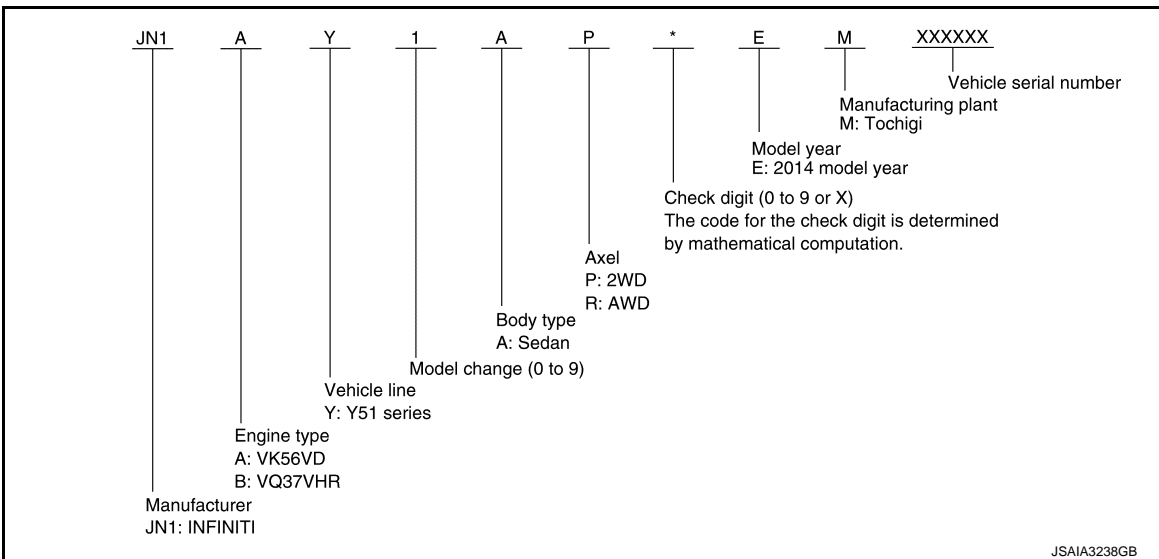 JN1 A Y 1 A P * E M XXXXXX
Vehicle serial number
Manufacturing plant
M: Tochigi
Model year
E: 2014 model year
Check digit (0 to 9 or X)
The code for the check digit is determined
by mathematical computation.
Axel
P: 2WD
R: AWD
Body type
A: Sedan
Model change (0 to 9)
Vehicle line
Y: Y51 series
Engine type
A: VK56VD
B: VQ37VHR
Manufacturer
JN1: INFINITI
JSAIA3238GB